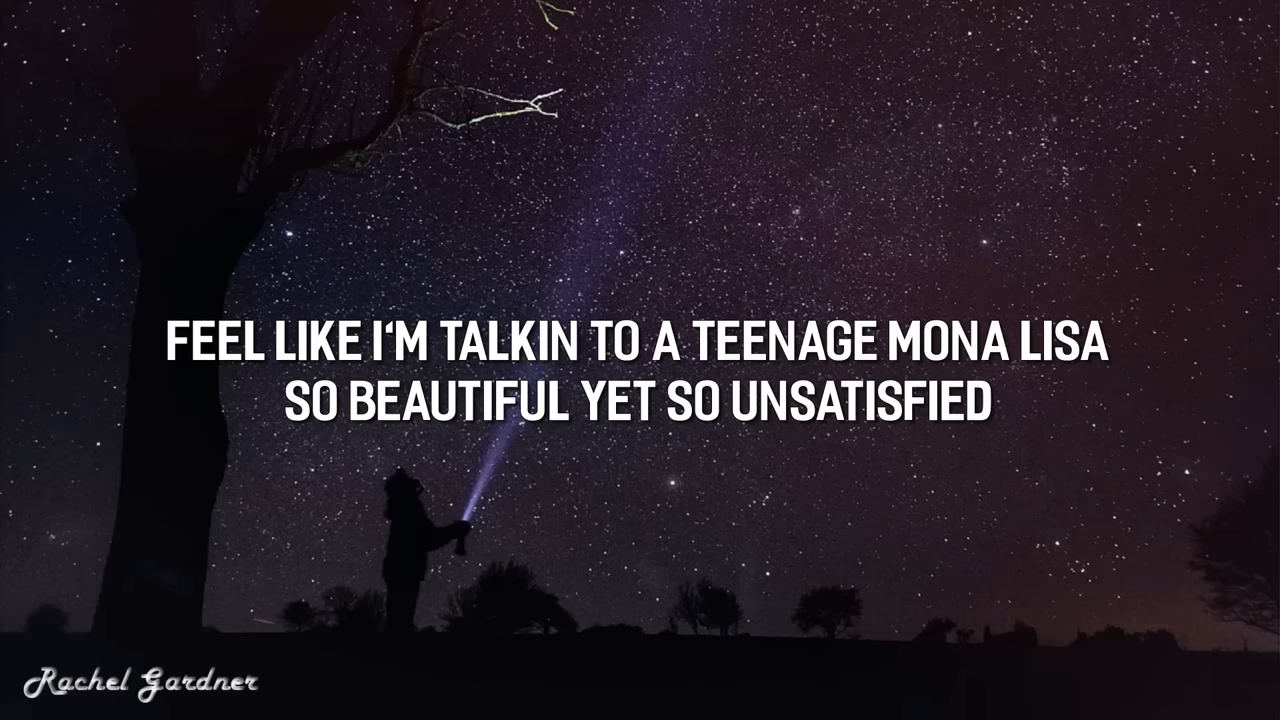 FEEL LIKE I'M TALKIN TO A TEENAGE MONA LISA
SO BEAUTIFUL YET SO UNSATISFIED
Rachel Gardner